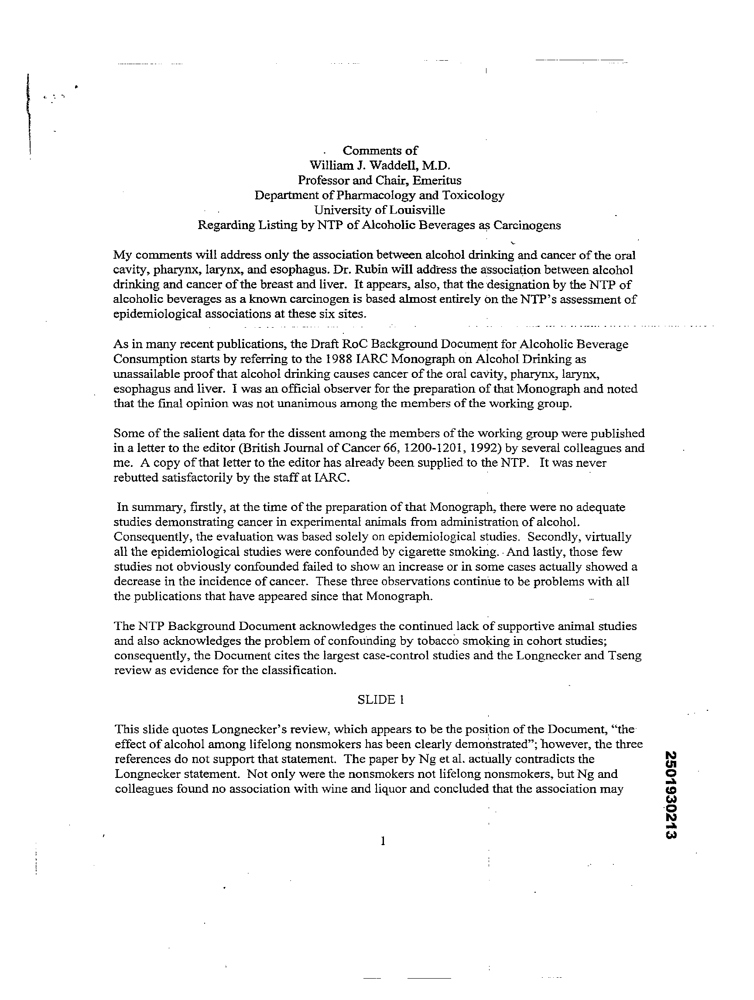 Comments of
William J. Waddell, M.D.
Professor and Chair, Emeritus
Department of Pharmacology and Toxicology
University of Louisville
Regarding Listing by NTP of Alcoholic Beverages as Carcinogens
My comments will address only the association between alcohol drinking and cancer of the oral
cavity, pharynx, larynx, and esophagus. Dr. Rubin will address the association between alcohol
drinking and cancer of the breast and liver. It appears, also, that the designation by the NTP of
alcoholic beverages as a known carcinogen is based almost entirely on the NTP's assessment of
epidemiological associations at these six sites.
As in many recent publications, the Draft RoC Background Document for Alcoholic Beverage
Consumption starts by referring to the 1988 IARC Monograph on Alcohol Drinking as
unassailable proof that alcohol drinking causes cancer of the oral cavity, pharynx, larynx,
esophagus and liver. I was an official observer for the preparation of that Monograph and noted
that the final opinion was not unanimous among the members of the working group.
Some of the salient data for the dissent among the members of the working group were published
in a letter to the editor (British Journal of Cancer 66, 1200-1201, 1992) by several colleagues and
me. A copy of that letter to the editor has already been supplied to the NTP. It was never
rebutted satisfactorily by the staff at IARC.
In summary, firstly, at the time of the preparation of that Monograph, there were no adequate
studies demonstrating cancer in experimental animals from administration of alcohol.
Consequently, the evaluation was based solely on epidemiological studies. Secondly, virtually
all the epidemiological studies were confounded by cigarette smoking. And lastly, those few
studies not obviously confounded failed to show an increase or in some cases actually showed a
decrease in the incidence of cancer. These three observations continue to be problems with all
the publications that have appeared since that Monograph.
The NTP Background Document acknowledges the continued lack of supportive animal studies
and also acknowledges the problem of confounding by tobacco smoking in cohort studies;
consequently, the Document cites the largest case-control studies and the Longnecker and Tseng
review as evidence for the classification.
SLIDE 1
This slide quotes Longnecker's review, which appears to be the position of the Document, "the
effect of alcohol among lifelong nonsmokers has been clearly demonstrated"; however, the three
references do not support that statement. The paper by Ng et al. actually contradicts the
Longnecker statement. Not only were the nonsmokers not lifelong nonsmokers, but Ng and
colleagues found no association with wine and liquor and concluded that the association may
1
2501930213